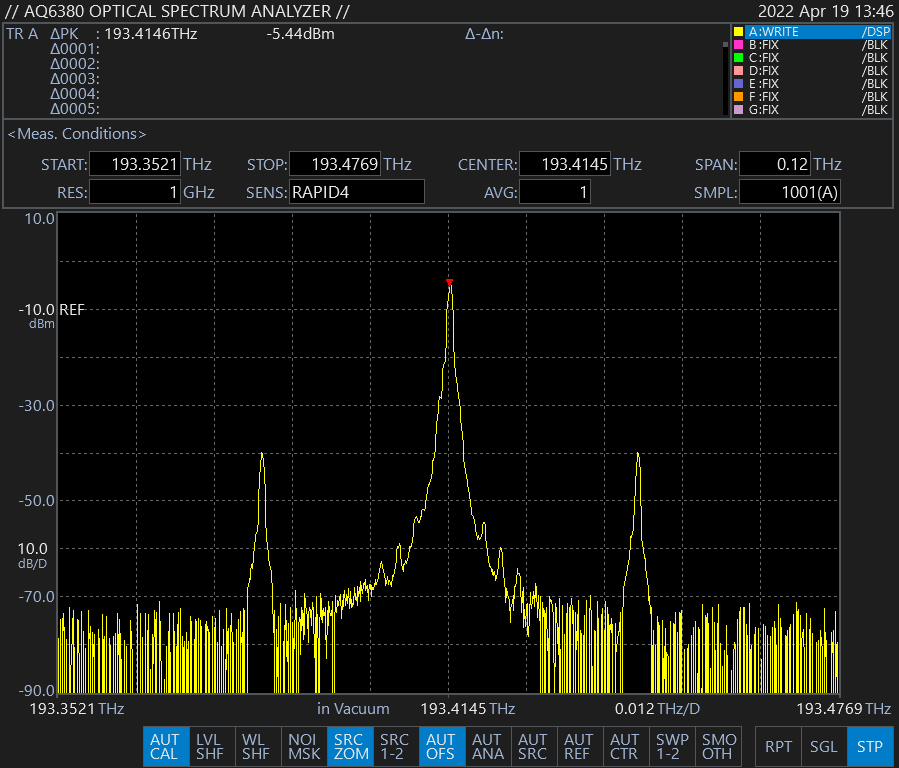 // AQ6380 OPTICAL SPECTRUM ANALYZER // 2022 Apr 19 13:46
TR A ΔPK : 193.4146THz -5.44dBm Δ-Δn:
Δ0001:
Δ0002:
Δ0003:
Δ0004:
Δ0005:
A:WRITE /DSP
B:FIX /BLK
C:FIX /BLK
D:FIX /BLK
E:FIX /BLK
F:FIX /BLK
G:FIX /BLK
<Meas. Conditions>
START: 193.3521 THz STOP: 193.4769 THz CENTER: 193.4145 THz SPAN: 0.12 THz
RES: 1 GHz SENS: RAPID4 AVG: 1 SMPL: 1001(A)
10.0
-10.0 REF
dBm
-30.0
-50.0
10.0
dB/D
-70.0
-90.0
193.3521 THz in Vacuum 193.4145 THz 0.012 THz/D 193.4769 THz
AUT CAL
LVL SHF
WL SHF
NOI MSK
SRC ZOM
SRC 1-2
AUT OFS
AUT ANA
AUT SRC
AUT REF
AUT CTR
SWP 1-2
SMO OTH
RPT
SGL
STP